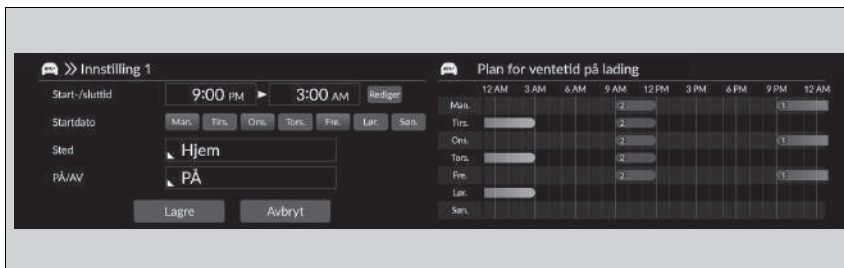 >> Innstilling 1
Start-/sluttid 9:00 PM ► 3:00 AM Rediger
Startdato Man. Tirs. Ons. Tors. Fre. Lør. Søn.
Sted Hjem
PÅ/AV PÅ
Lagre Avbryt
Plan for ventetid på lading
12 AM 3 AM 6 AM 9 AM 12 PM 3 PM 6 PM 9 PM 12 AM
Man. 2 1
Tirs. 2
Ons. 2 1
Tors. 2
Fre. 2 1
Lør.
Søn.